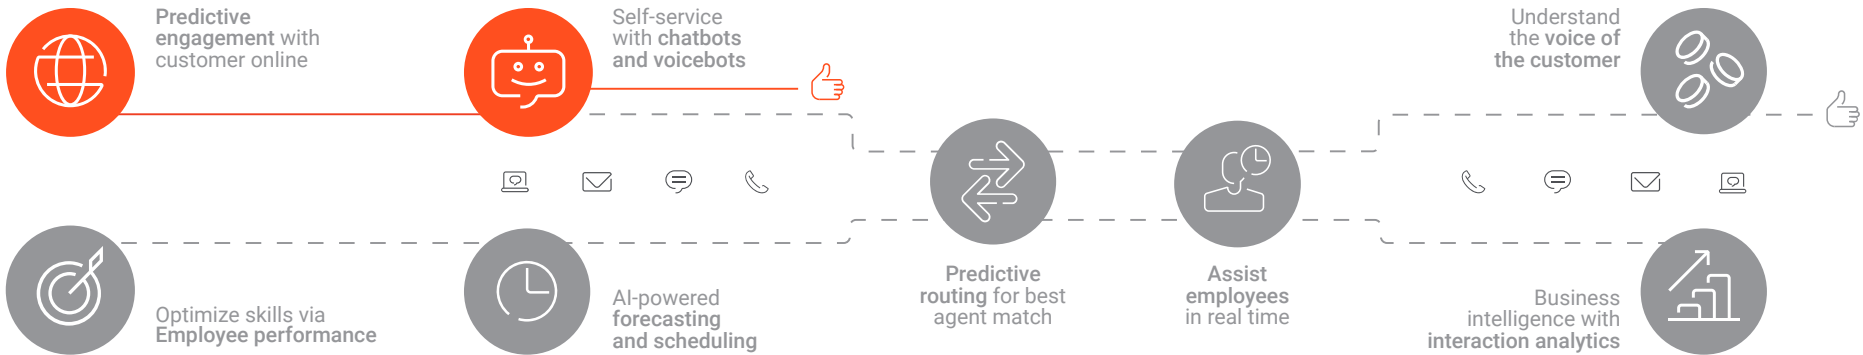 Predictive
engagement with
customer online
Self-service
with chatbots
and voicebots
Understand
the voice of
the customer
Optimize skills via
Employee performance
AI-powered
forecasting
and scheduling
Predictive
routing for best
agent match
Assist
employees
in real time
Business
intelligence with
interaction analytics